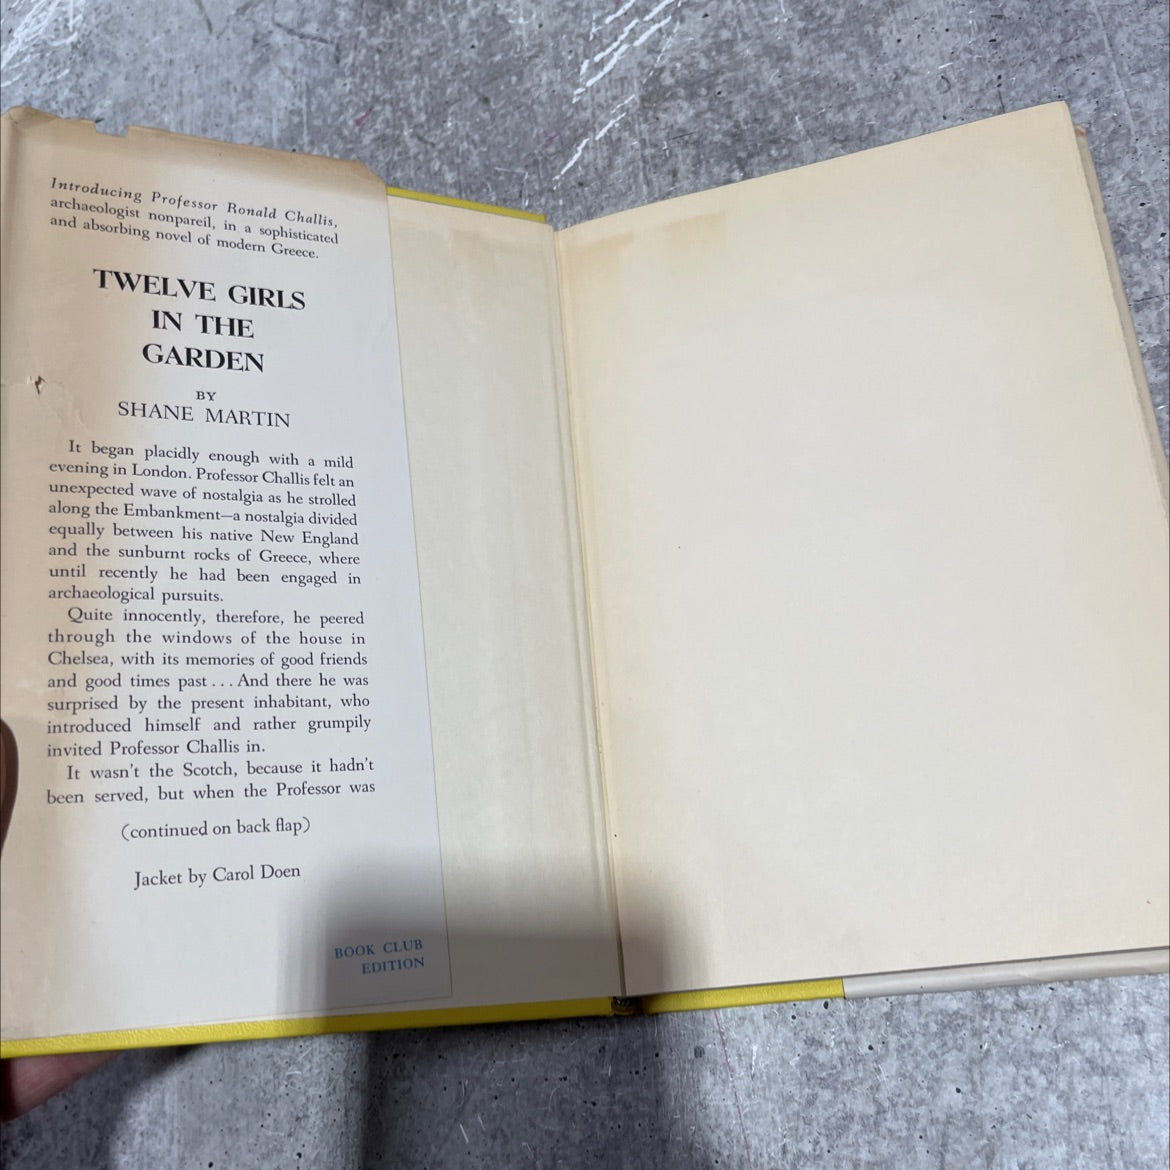 Introducing Professor Ronald Challis,
archaeologist nonpareil, in a sophisticated
and absorbing novel of modern Greece.
TWELVE GIRLS
IN THE
GARDEN
BY
SHANE MARTIN
It began placidly enough with a mild
evening in London. Professor Challis felt an
unexpected wave of nostalgia as he strolled
along the Embankment—a nostalgia divided
equally between his native New England
and the sunburnt rocks of Greece, where
until recently he had been engaged in
archaeological pursuits.
Quite innocently, therefore, he peered
through the windows of the house in
Chelsea, with its memories of good friends
and good times past . . . And there he was
surprised by the present inhabitant, who
introduced himself and rather grumpily
invited Professor Challis in.
It wasn't the Scotch, because it hadn't
been served, but when the Professor was
(continued on back flap)
Jacket by Carol Doen
BOOK CLUB
EDITION